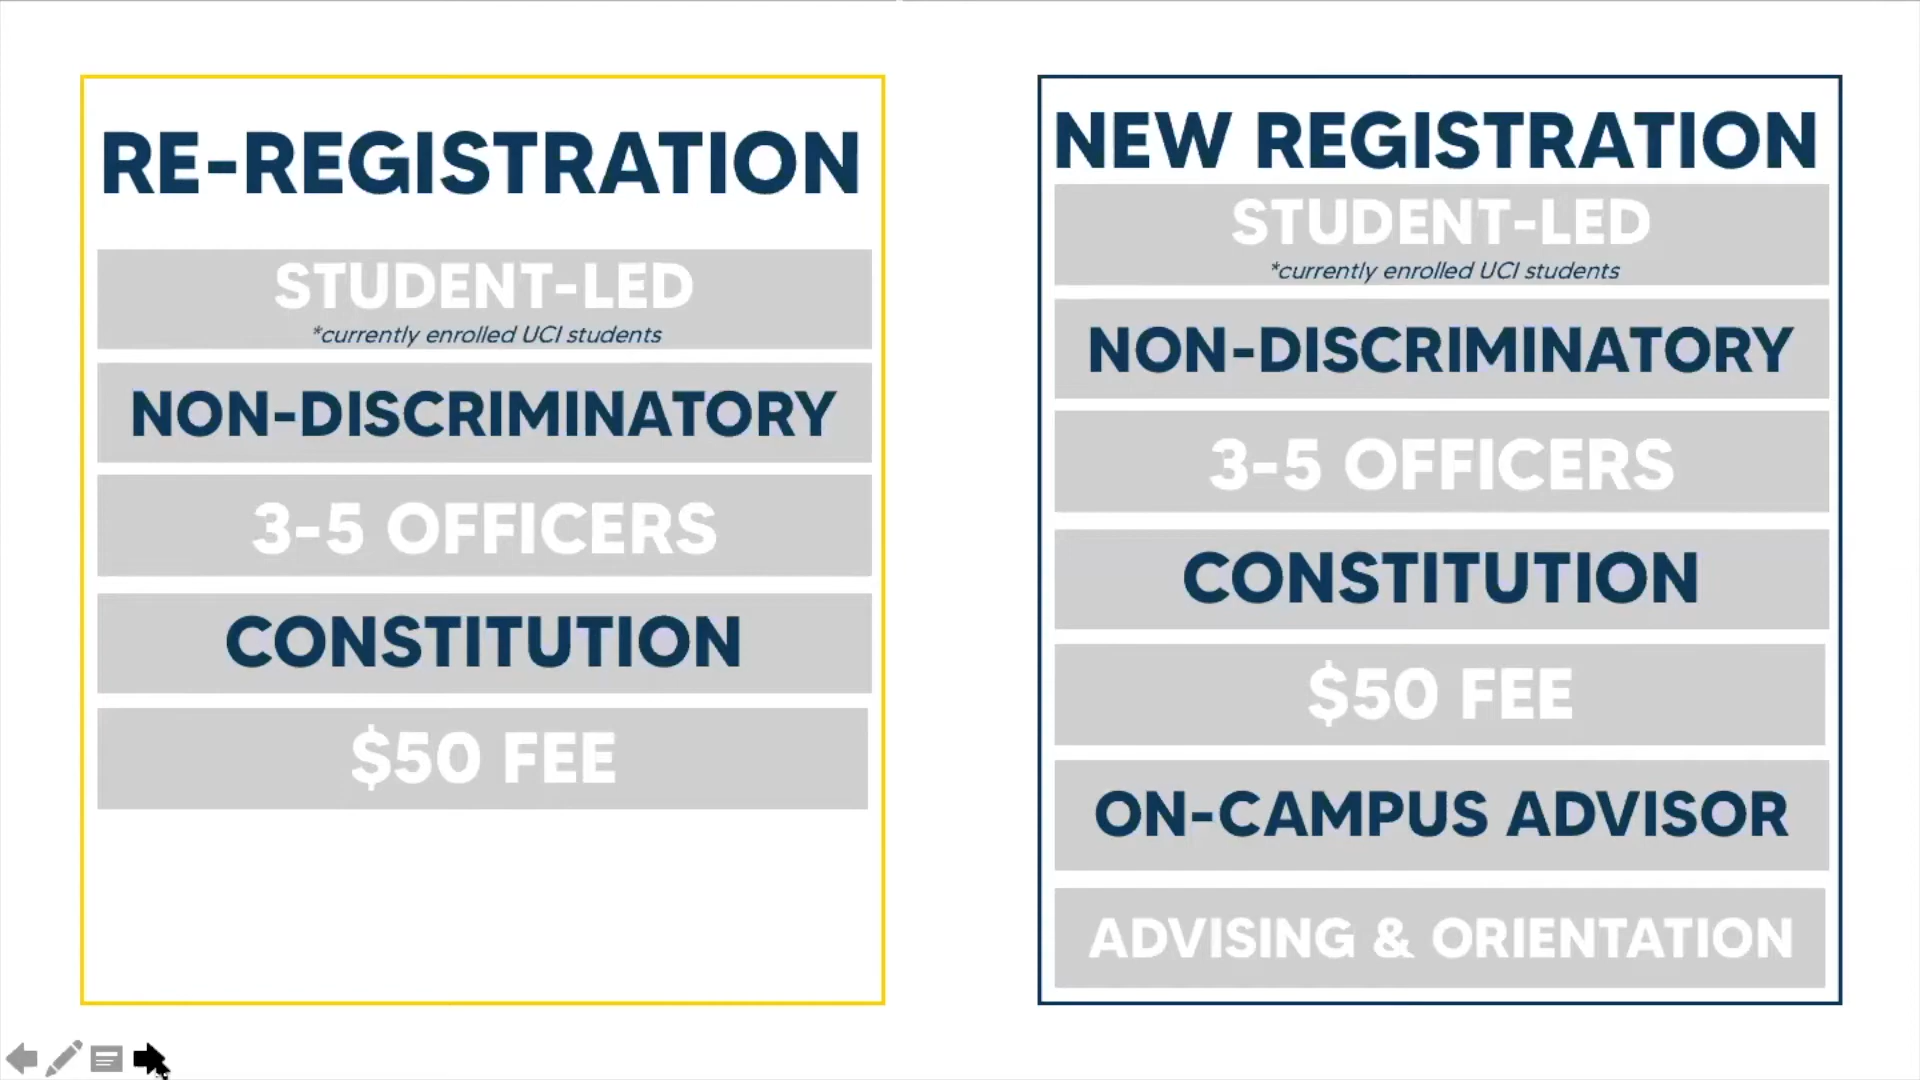 RE-REGISTRATION
STUDENT-LED
*currently enrolled UCI students
NON-DISCRIMINATORY
3-5 OFFICERS
CONSTITUTION
$50 FEE
NEW REGISTRATION
STUDENT-LED
*currently enrolled UCI students
NON-DISCRIMINATORY
3-5 OFFICERS
CONSTITUTION
$50 FEE
ON-CAMPUS ADVISOR
ADVISING & ORIENTATION